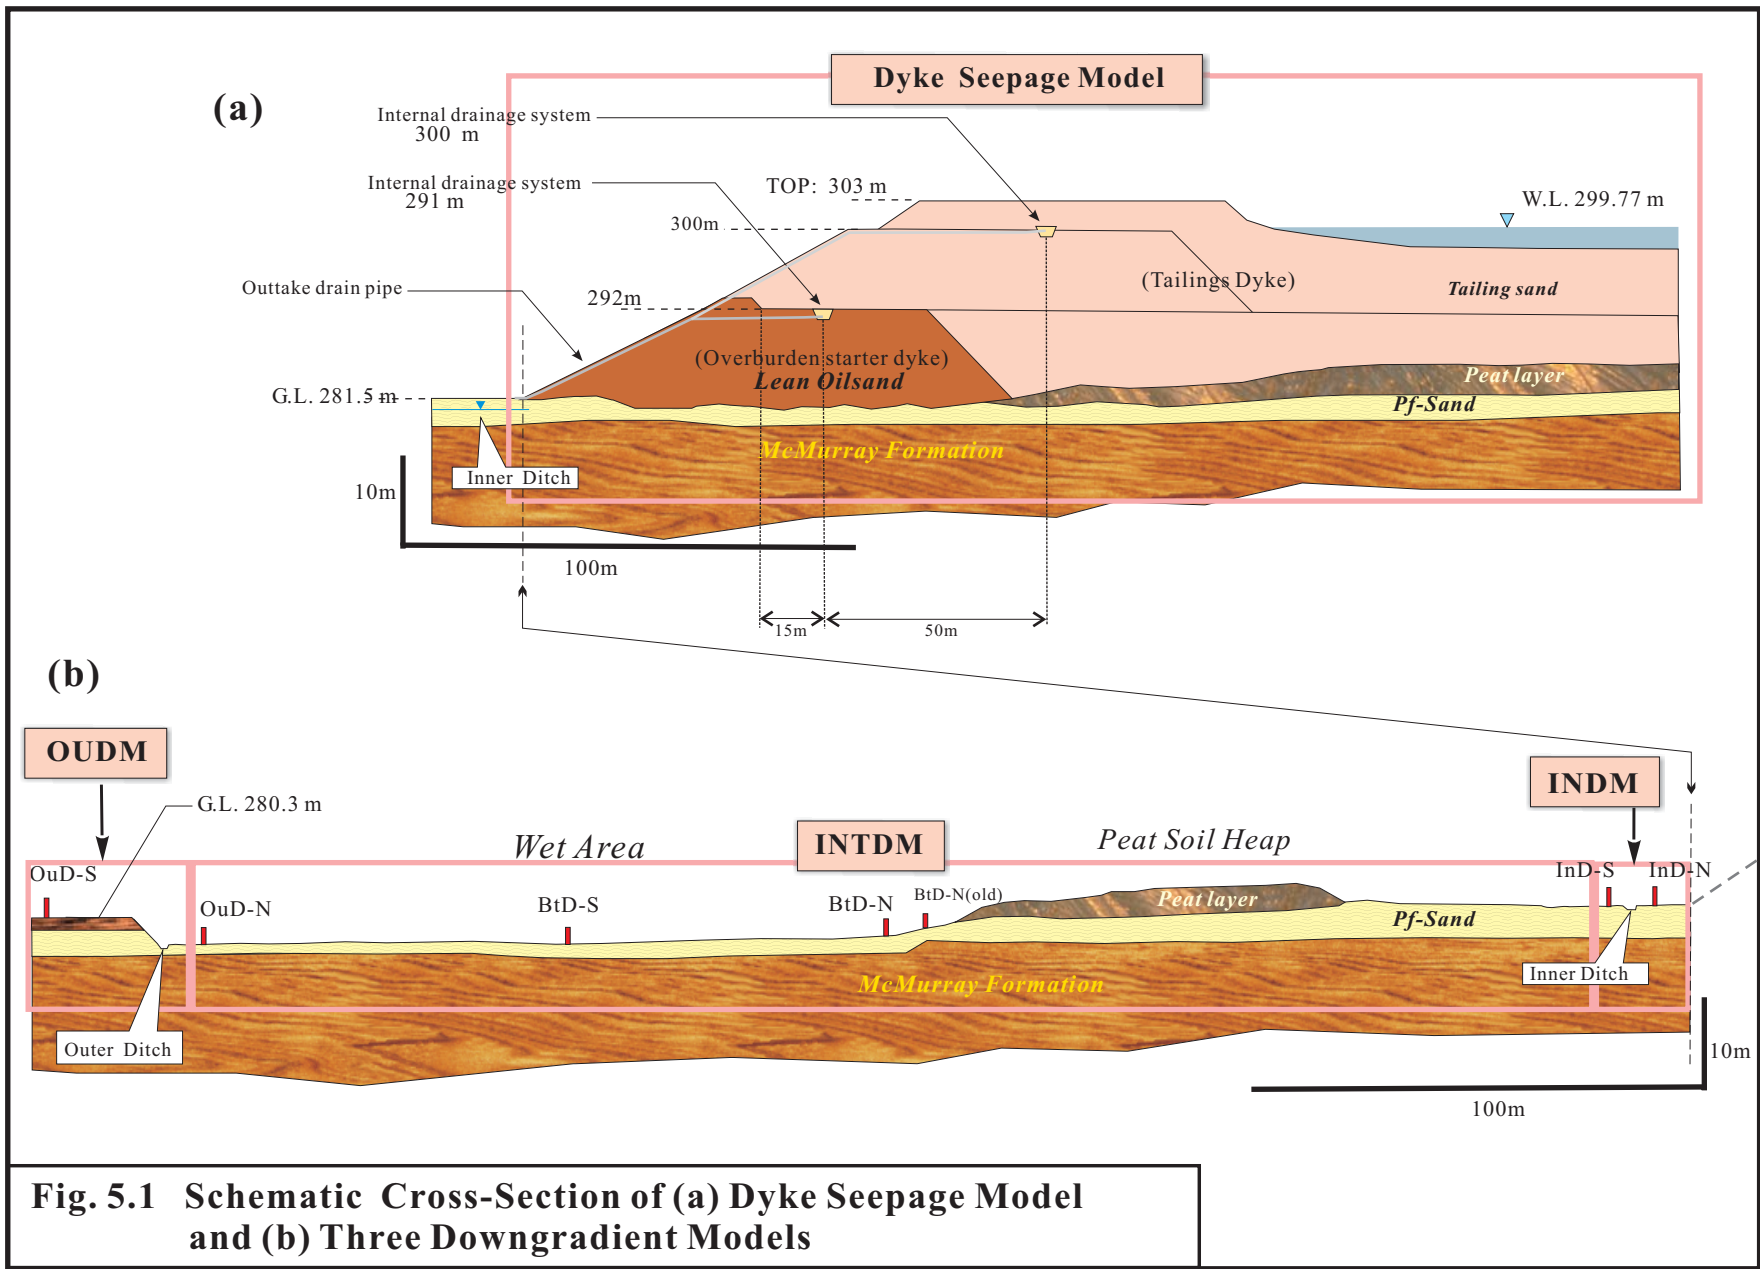 Dyke Seepage Model
(a)
Internal drainage system
300 m
Internal drainage system
291 m
TOP: 303 m
W.L. 299.77 m
300m
(Tailings Dyke)
Outtake drain pipe
292m
Tailing sand
(Overburden starter dyke)
Lean Oilsand
Peat layer
G.L. 281.5 m
Pf-Sand
McMurray Formation
Inner Ditch
10m
100m
15m
50m
(b)
OUDM
INDM
G.L. 280.3 m
Wet Area
INTDM
Peat Soil Heap
OuD-S
InD-S
InD-N
OuD-N
BtD-S
BtD-N
BtD-N(old)
Peat layer
Pf-Sand
Inner Ditch
McMurray Formation
Outer Ditch
10m
100m
Fig. 5.1 Schematic Cross-Section of (a) Dyke Seepage Model
and (b) Three Downgradient Models